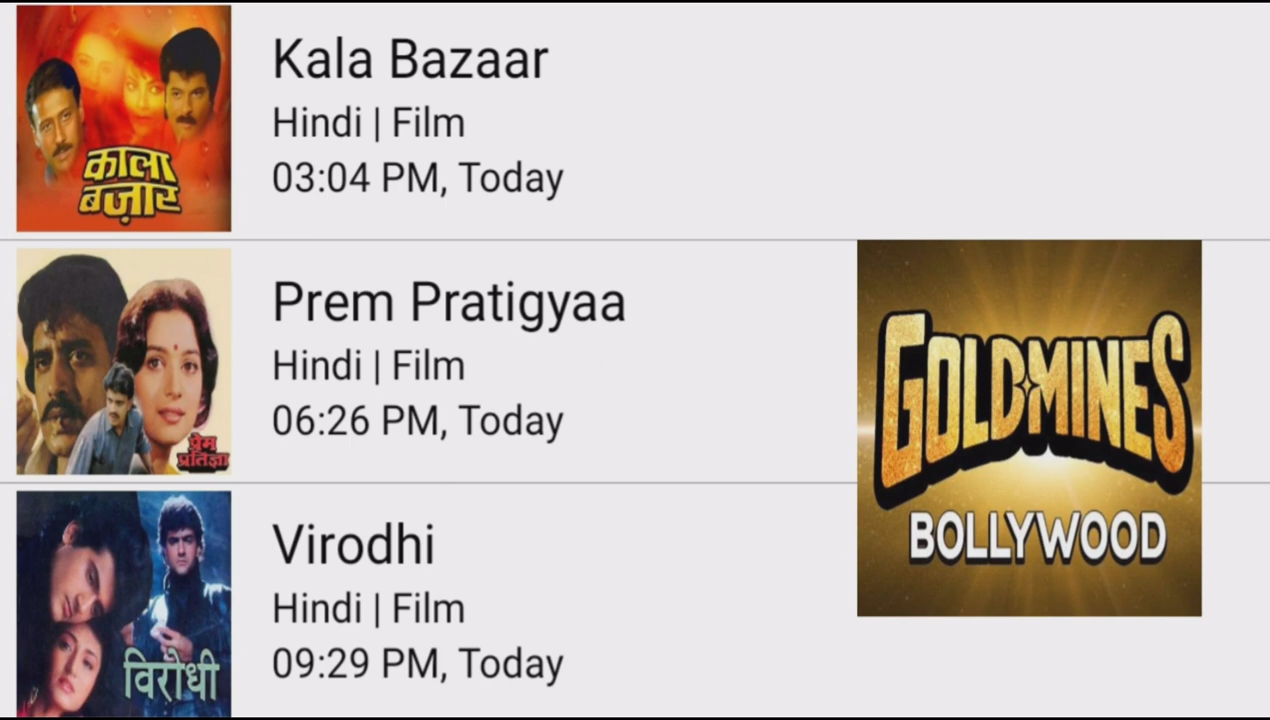 काला
बज़ार
Kala Bazaar
Hindi | Film
03:04 PM, Today
प्रेम
प्रतिज्ञा
Prem Pratigyaa
Hindi | Film
06:26 PM, Today
विरोधी
Virodhi
Hindi | Film
09:29 PM, Today
GOLDMINES
BOLLYWOOD